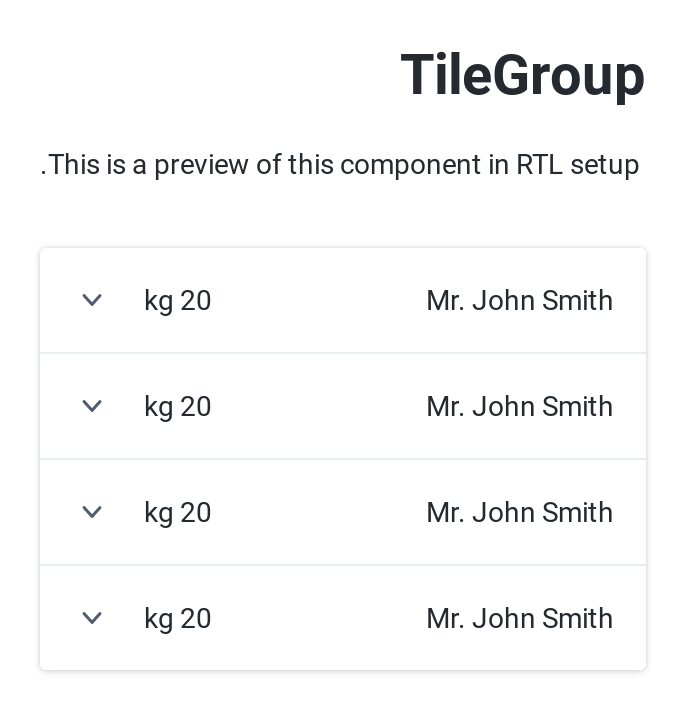 TileGroup
.This is a preview of this component in RTL setup
kg 20 Mr. John Smith
kg 20 Mr. John Smith
kg 20 Mr. John Smith
kg 20 Mr. John Smith